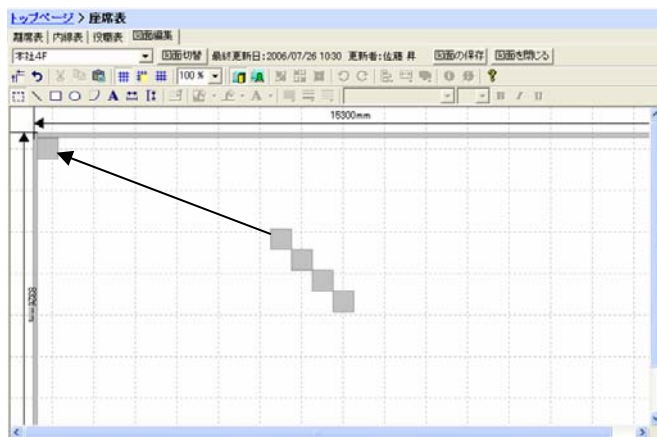 トップページ > 座席表
座席表 | 内線表 | 役職表 | 図面編集
本社4F 図面切替 最終更新日:2006/07/26 10:30 更新者:佐藤 昇 図面の保存 図面を閉じる
100 %
A B I U
15300mm